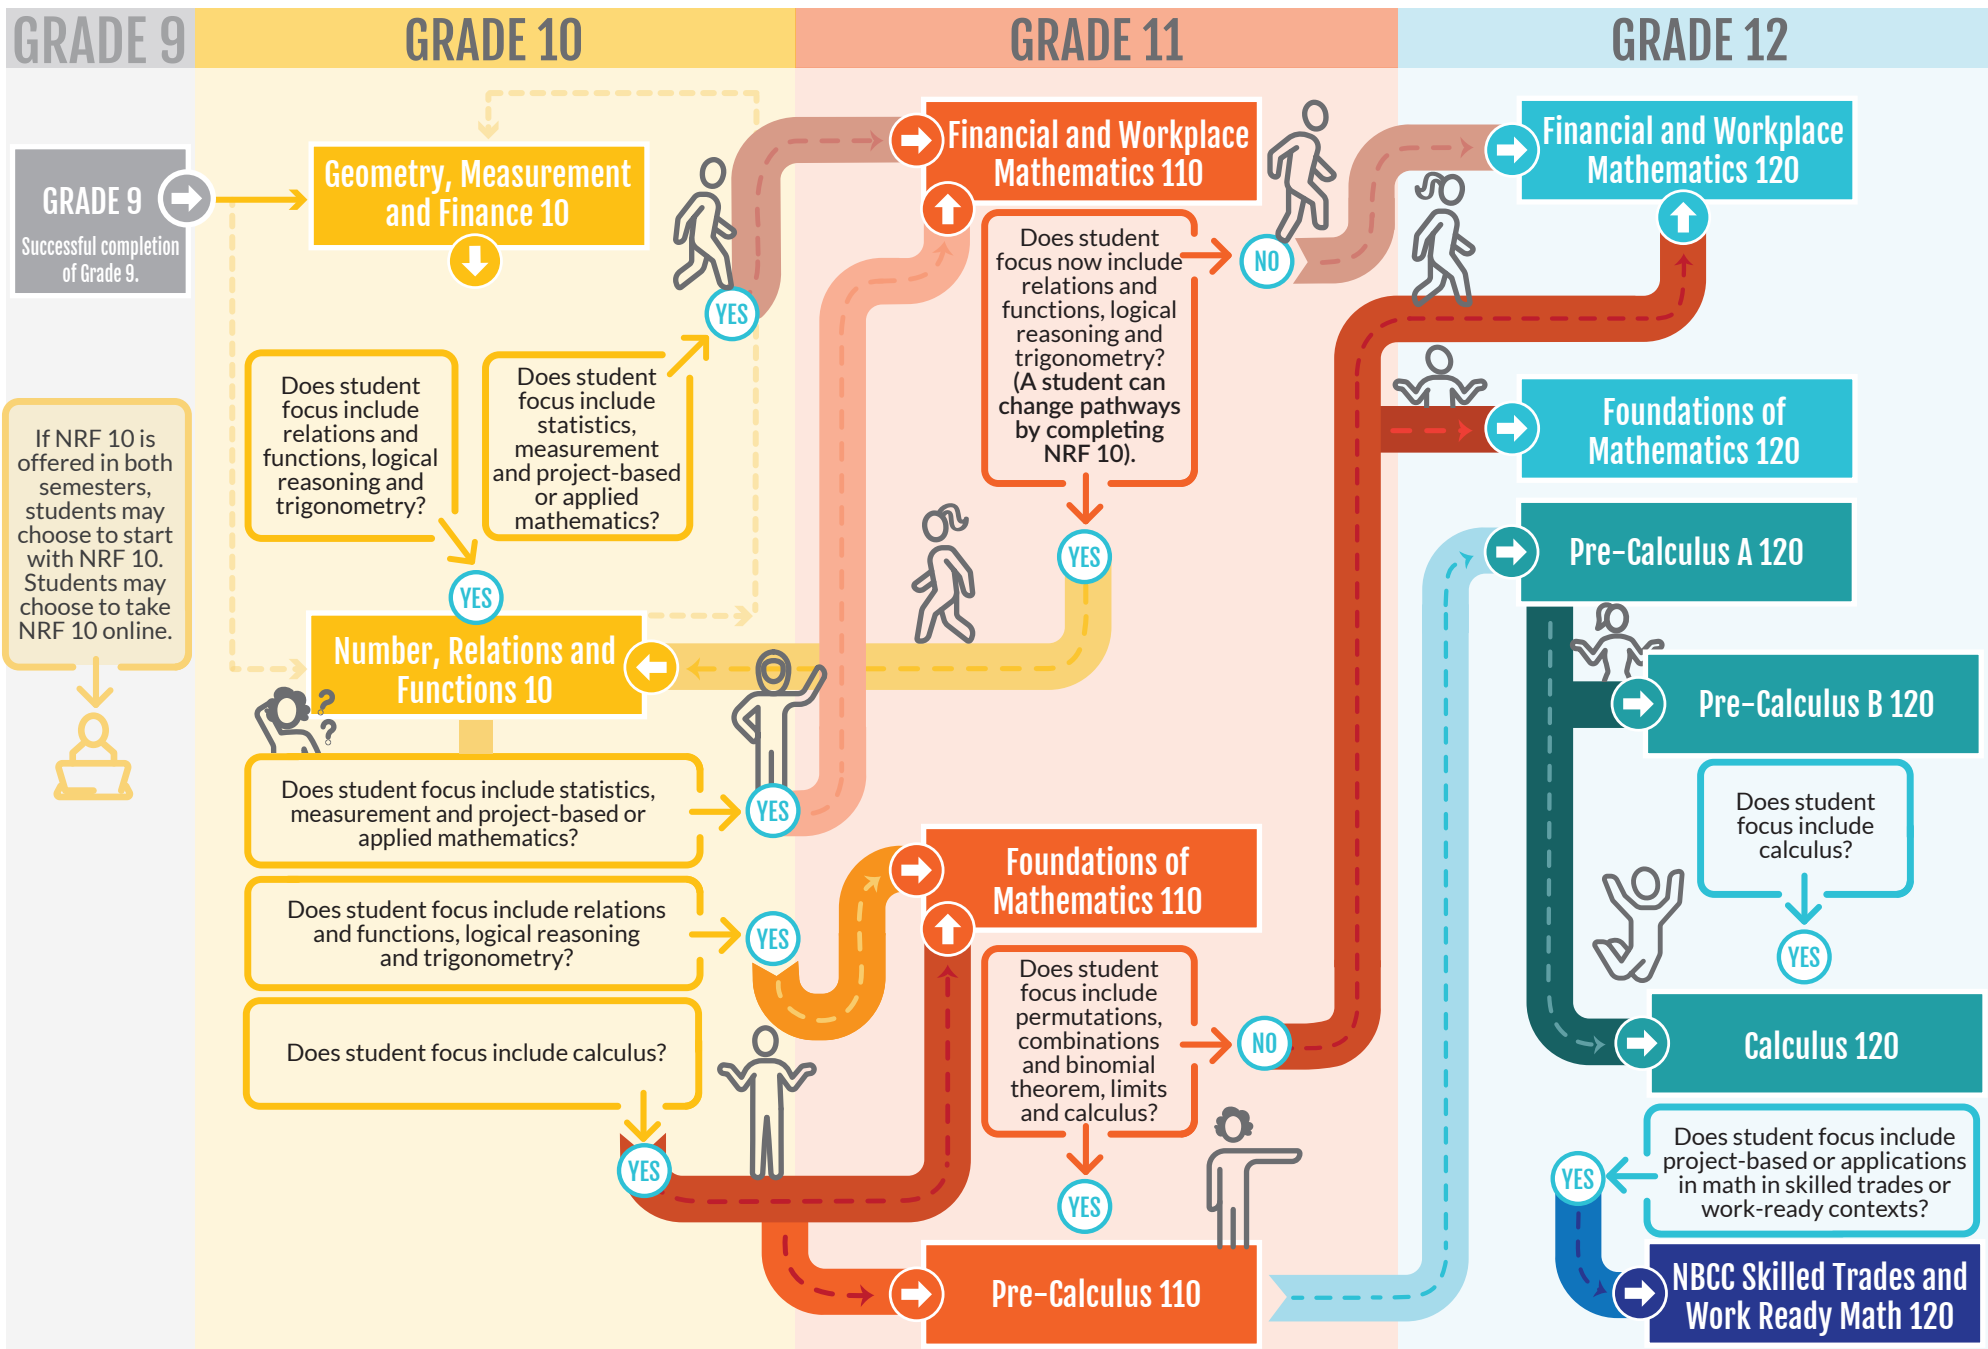 GRADE 9
GRADE 10
GRADE 11
GRADE 12
GRADE 9
Successful completion
of Grade 9.
If NRF 10 is
offered in both
semesters,
students may
choose to start
with NRF 10.
Students may
choose to take
NRF 10 online.
Geometry, Measurement
and Finance 10
Does student
focus include
relations and
functions, logical
reasoning and
trigonometry?
YES
Does student
focus include
statistics,
measurement
and project-based
or applied
mathematics?
YES
Number, Relations and
Functions 10
?
?
Does student focus include statistics,
measurement and project-based or
applied mathematics?
YES
Does student focus include relations
and functions, logical reasoning
and trigonometry?
YES
Does student focus include calculus?
YES
Financial and Workplace
Mathematics 110
Does student
focus now include
relations and
functions, logical
reasoning and
trigonometry?
(A student can
change pathways
by completing
NRF 10).
NO
YES
Foundations of
Mathematics 110
Does student
focus include
permutations,
combinations
and binomial
theorem, limits
and calculus?
NO
YES
Pre-Calculus 110
Financial and Workplace
Mathematics 120
Foundations of
Mathematics 120
Pre-Calculus A 120
Pre-Calculus B 120
Does student
focus include
calculus?
YES
Calculus 120
Does student focus include
project-based or applications
in math in skilled trades or
work-ready contexts?
YES
NBCC Skilled Trades and
Work Ready Math 120